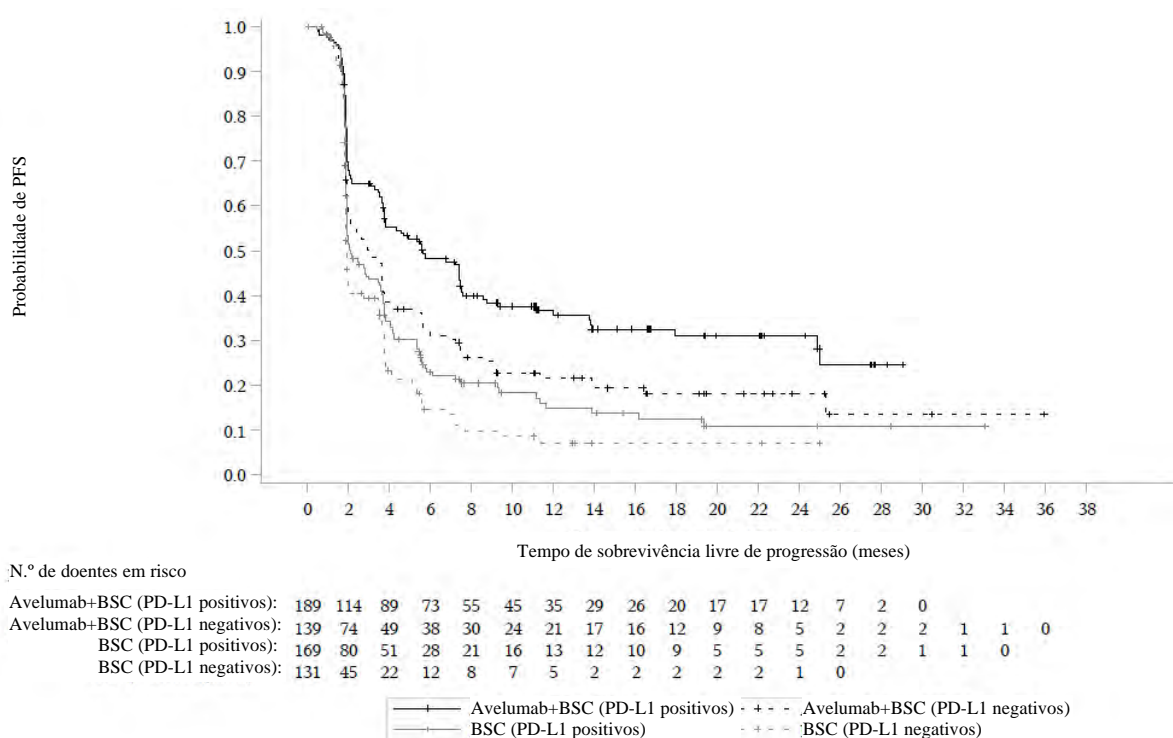 1.0
0.9
0.8
0.7
0.6
0.5
0.4
0.3
0.2
0.1
0.0
Probabilidade de PFS
0 2 4 6 8 10 12 14 16 18 20 22 24 26 28 30 32 34 36 38
Tempo de sobrevivência livre de progressão (meses)
N.º de doentes em risco
Avelumab+BSC (PD-L1 positivos): 189 114 89 73 55 45 35 29 26 20 17 17 12 7 2 0
Avelumab+BSC (PD-L1 negativos): 139 74 49 38 30 24 21 17 16 12 9 8 5 2 2 2 1 1 0
BSC (PD-L1 positivos): 169 80 51 28 21 16 13 12 10 9 5 5 5 2 2 1 1 0
BSC (PD-L1 negativos): 131 45 22 12 8 7 5 2 2 2 2 2 1 0
Avelumab+BSC (PD-L1 positivos) Avelumab+BSC (PD-L1 negativos)
BSC (PD-L1 positivos) BSC (PD-L1 negativos)